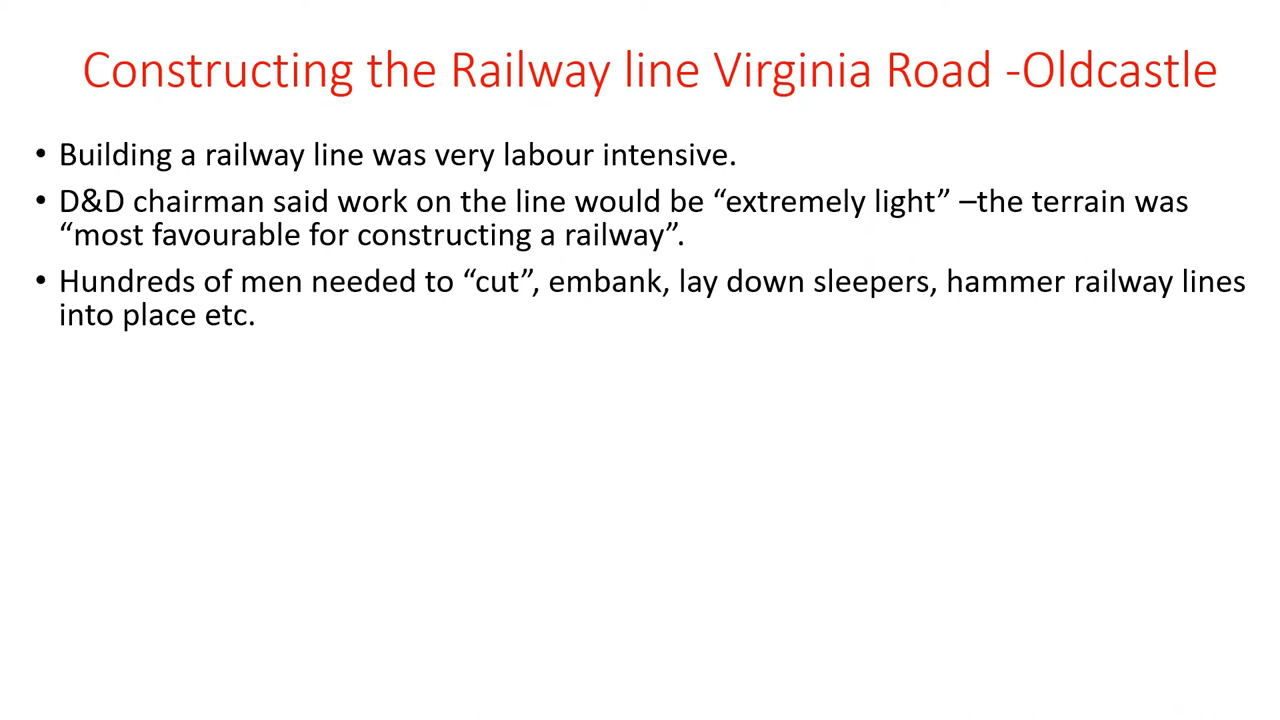 Constructing the Railway line Virginia Road -Oldcastle
• Building a railway line was very labour intensive.
• D&D chairman said work on the line would be “extremely light” –the terrain was
“most favourable for constructing a railway”.
• Hundreds of men needed to “cut”, embank, lay down sleepers, hammer railway lines
into place etc.